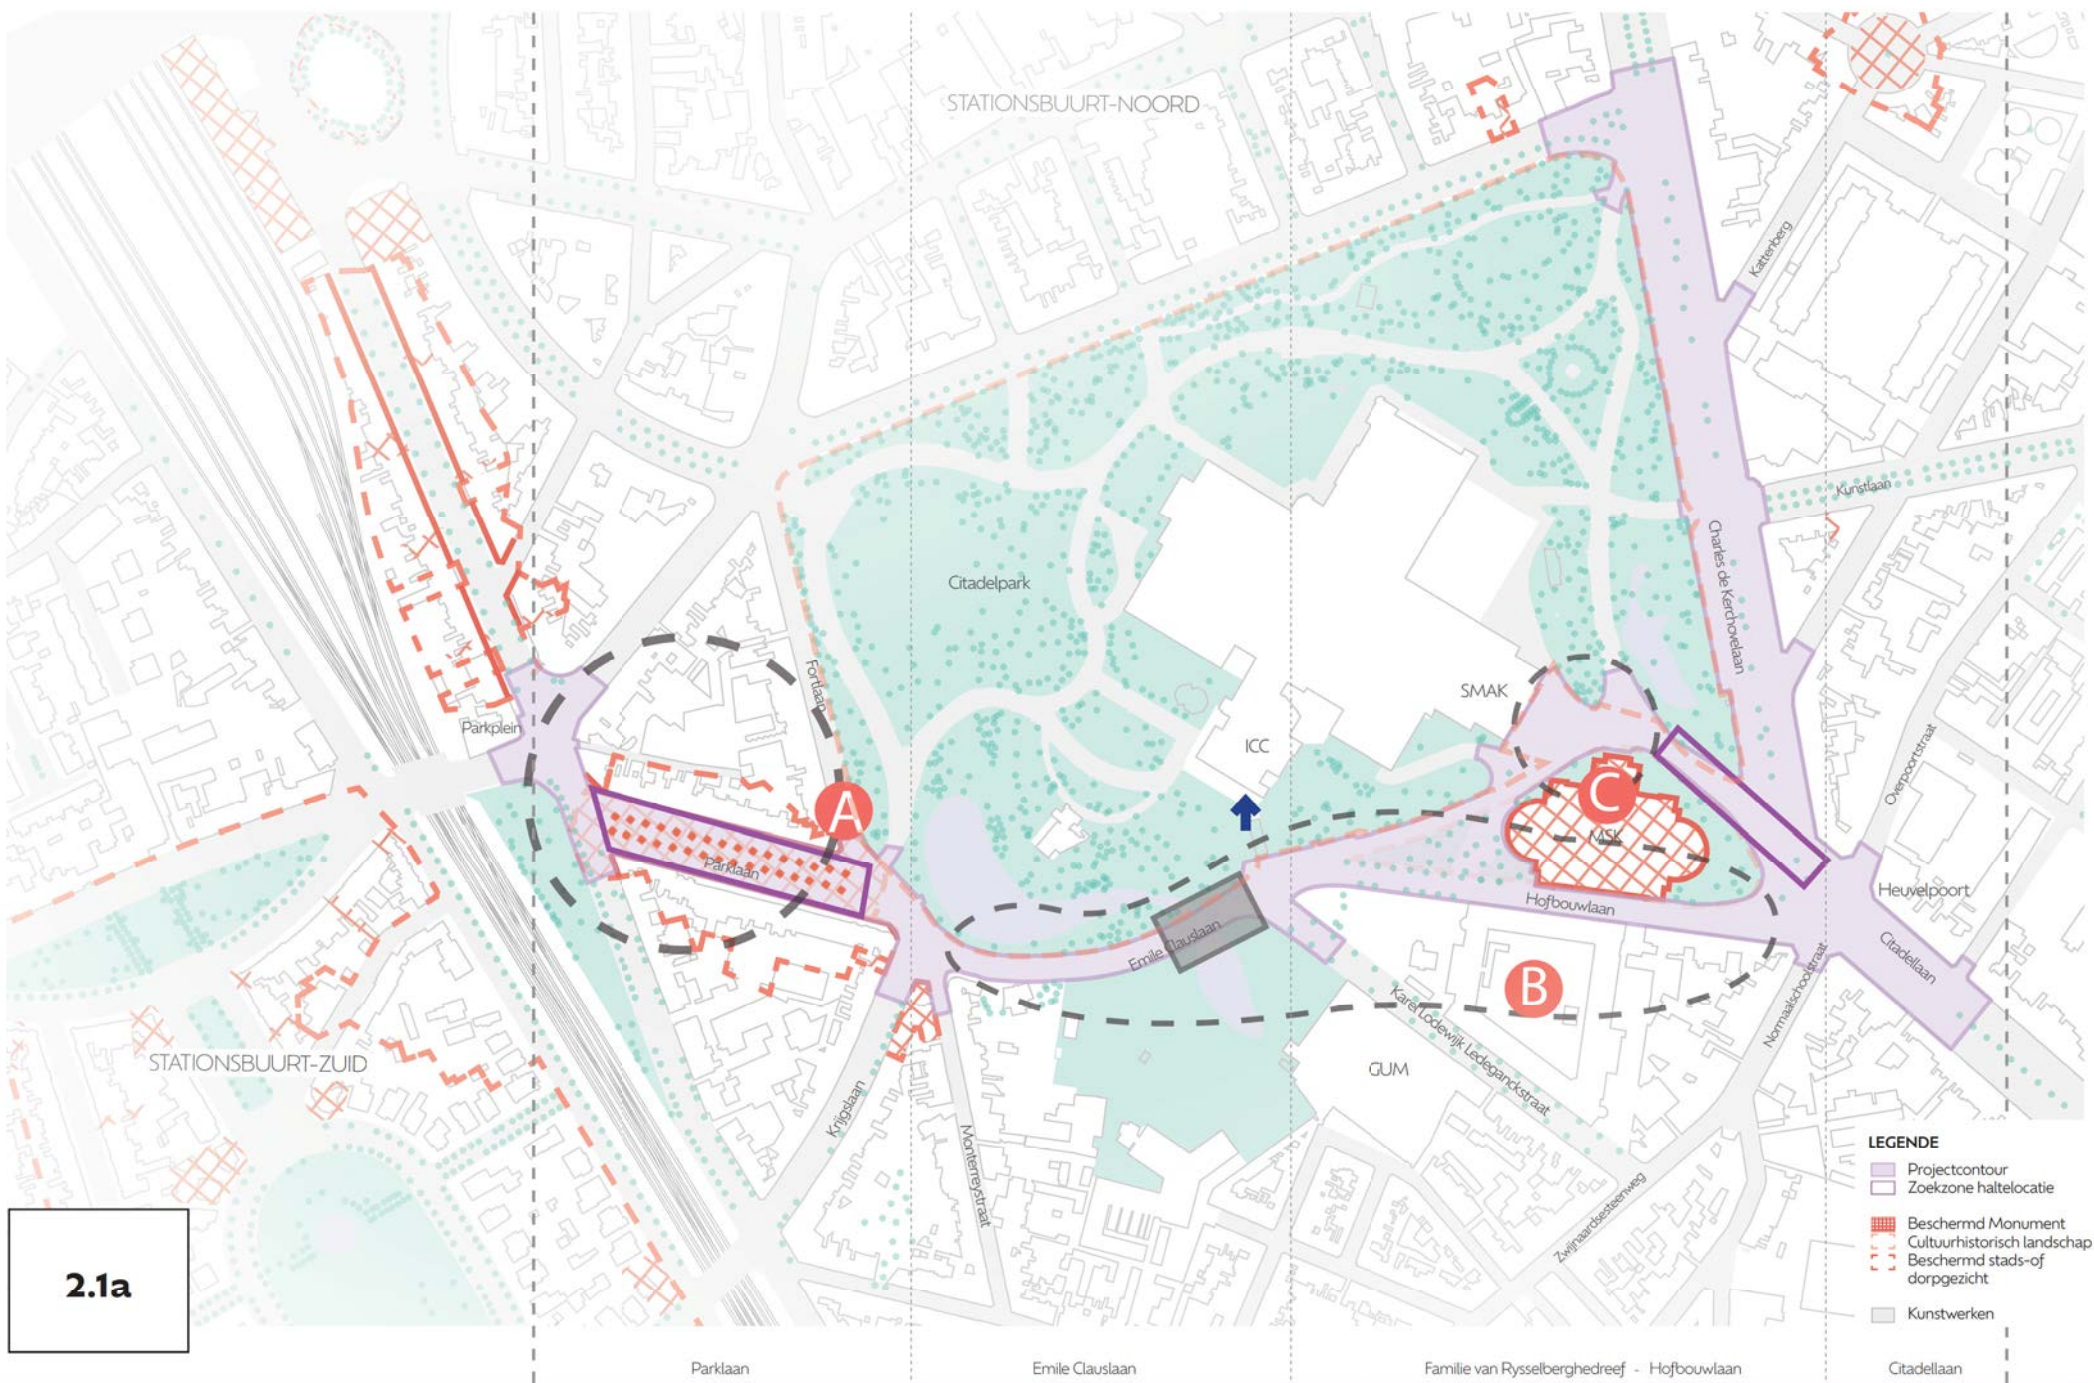 STATIONSBUURT-NOORD
Kattenberg
Kunstlaan
Charles de Kerchovelaan
Citadelpark
Fortlaan
SMAK
Parkplein
ICC
Overpoortstraat
A
C
MSK
Parklaan
Heuvelpoort
Hofbouwlaan
Emile Clauslaan
Citadellaan
B
Normaalschoolstraat
Karel Lodewijk Ledeganckstraat
STATIONSBUURT-ZUID
GUM
Krijgslaan
Monterreystraat
Zwijnaardsesteenweg
LEGENDE
Projectcontour
Zoekzone haltelocatie
Beschermd Monument
Cultuurhistorisch landschap
Beschermd stads-of
dorpgezicht
Kunstwerken
2.1a
Parklaan
Emile Clauslaan
Familie van Rysselberghedreef - Hofbouwlaan
Citadellaan